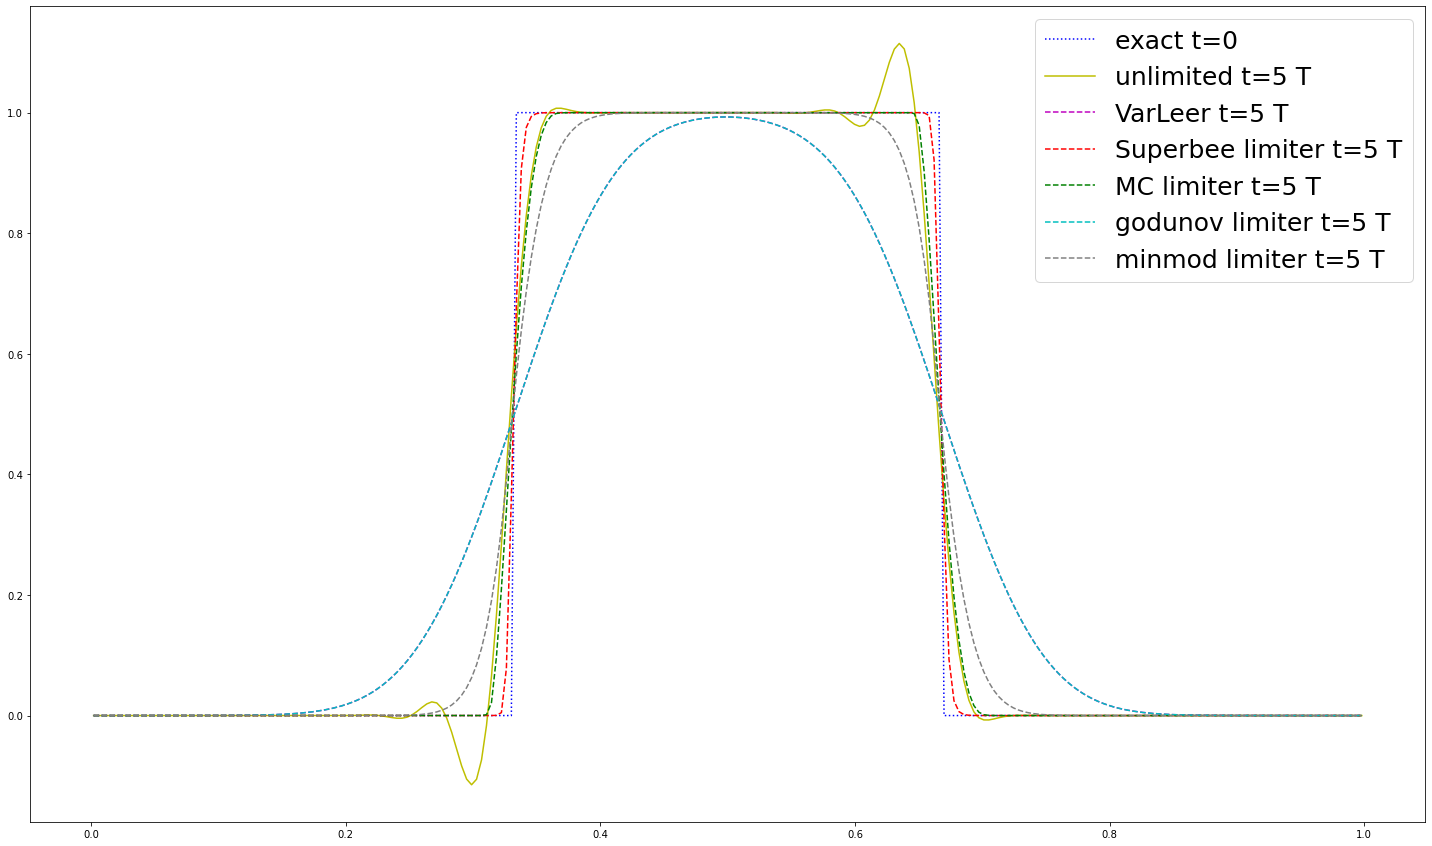 exact t=0
unlimited t=5 T
VarLeer t=5 T
Superbee limiter t=5 T
MC limiter t=5 T
godunov limiter t=5 T
minmod limiter t=5 T
1.0
0.8
0.6
0.4
0.2
0.0
0.0 0.2 0.4 0.6 0.8 1.0